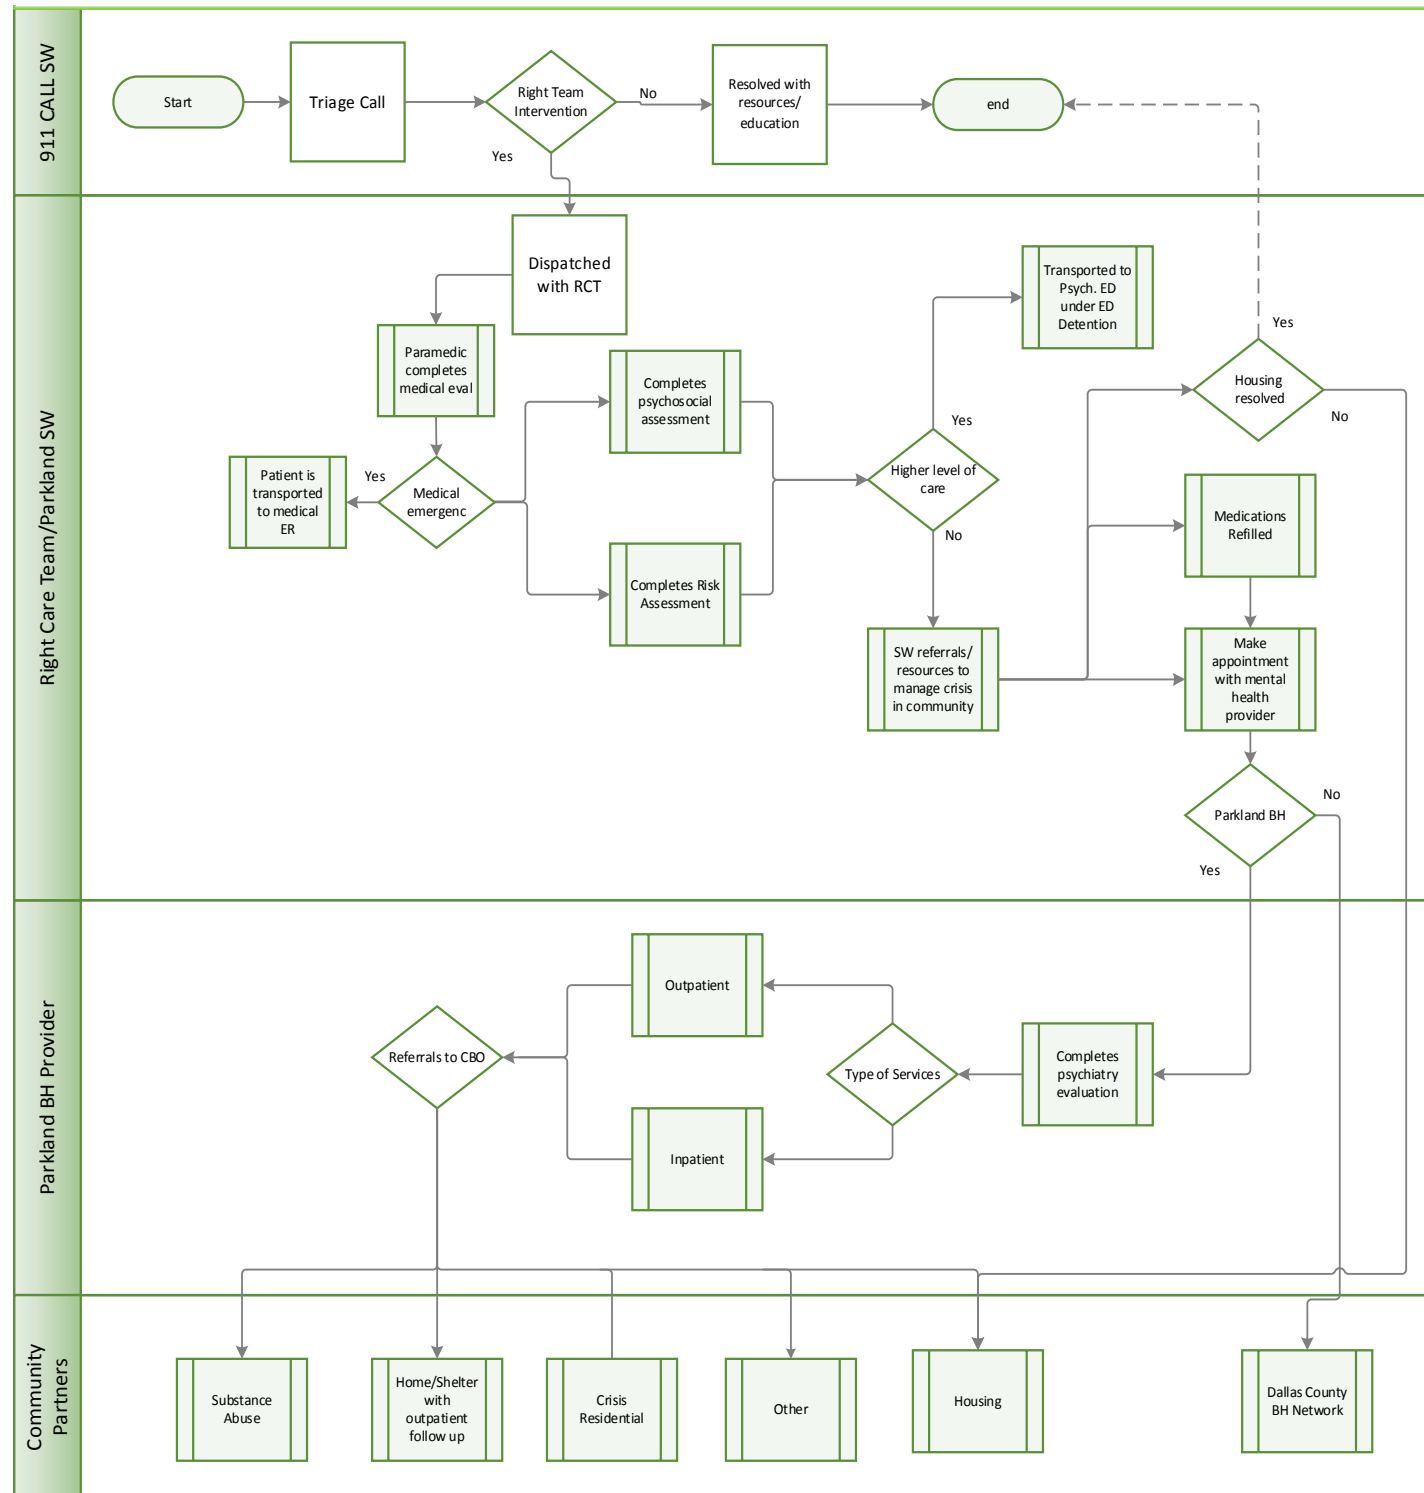 911 CALL SW
Start
Triage Call
Right Team
Intervention
No
Yes
Resolved with
resources/
education
end
Right Care Team/Parkland SW
Dispatched
with RCT
Paramedic
completes
medical eval
Yes
Patient is
transported
to medical
ER
Medical
emergenc
Completes
psychosocial
assessment
Completes Risk
Assessment
Higher level of
care
Yes
No
Transported to
Psych. ED
under ED
Detention
SW referrals/
resources to
manage crisis
in community
Yes
Housing
resolved
No
Medications
Refilled
Make
appointment
with mental
health
provider
Parkland BH
No
Yes
Parkland BH Provider
Completes
psychiatry
evaluation
Type of Services
Outpatient
Inpatient
Referrals to CBO
Community
Partners
Substance
Abuse
Home/Shelter
with
outpatient
follow up
Crisis
Residential
Other
Housing
Dallas County
BH Network